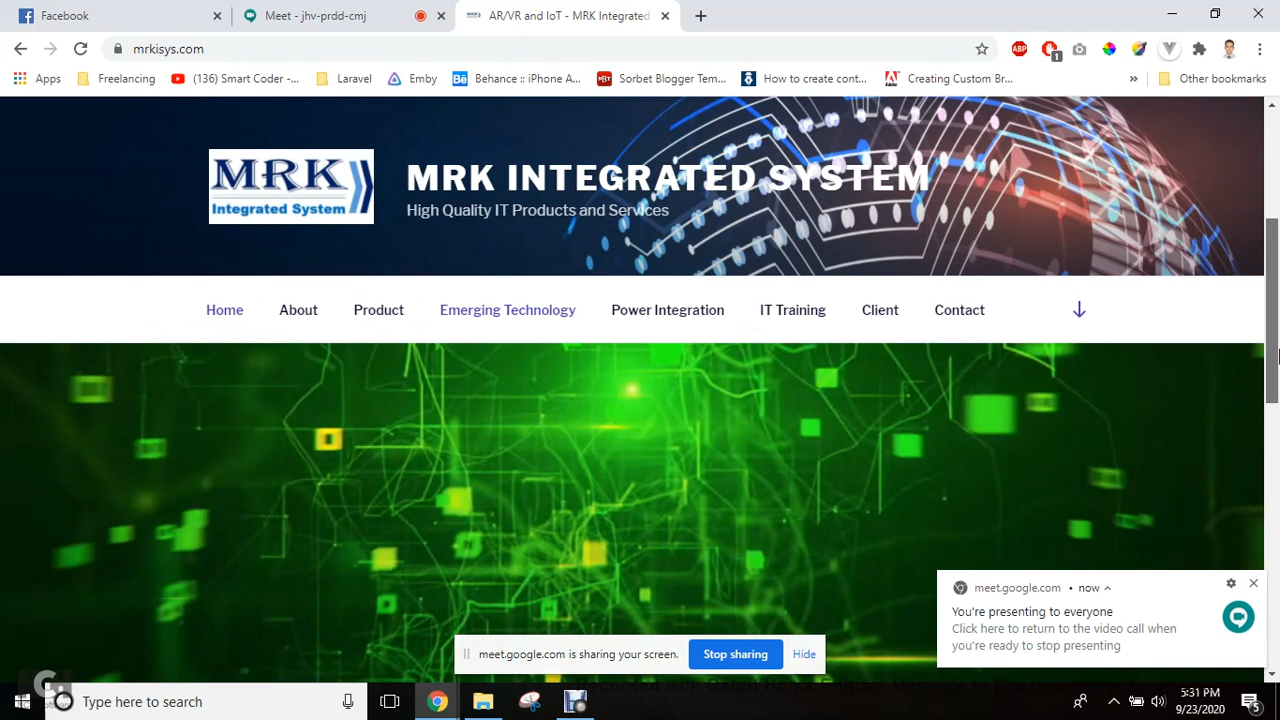 Facebook
Meet - jhv-prdd-cmj
AR/VR and IoT - MRK Integrated
mrkisys.com
ABP
1
Apps
Freelancing
(136) Smart Coder -...
Laravel
Emby
Behance :: iPhone A...
Sorbet Blogger Tem...
How to create cont...
Creating Custom Br...
»
Other bookmarks
MRK
Integrated System
MRK INTEGRATED SYSTEM
High Quality IT Products and Services
Home
About
Product
Emerging Technology
Power Integration
IT Training
Client
Contact
meet.google.com • now
You're presenting to everyone
Click here to return to the video call when
you're ready to stop presenting
meet.google.com is sharing your screen.
Stop sharing
Hide
Type here to search
5:31 PM
9/23/2020
5